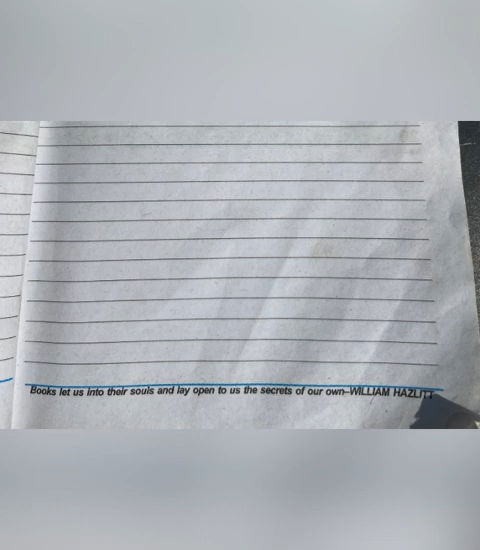 Books let us into their souls and lay open to us the secrets of our own–WILLIAM HAZLITT